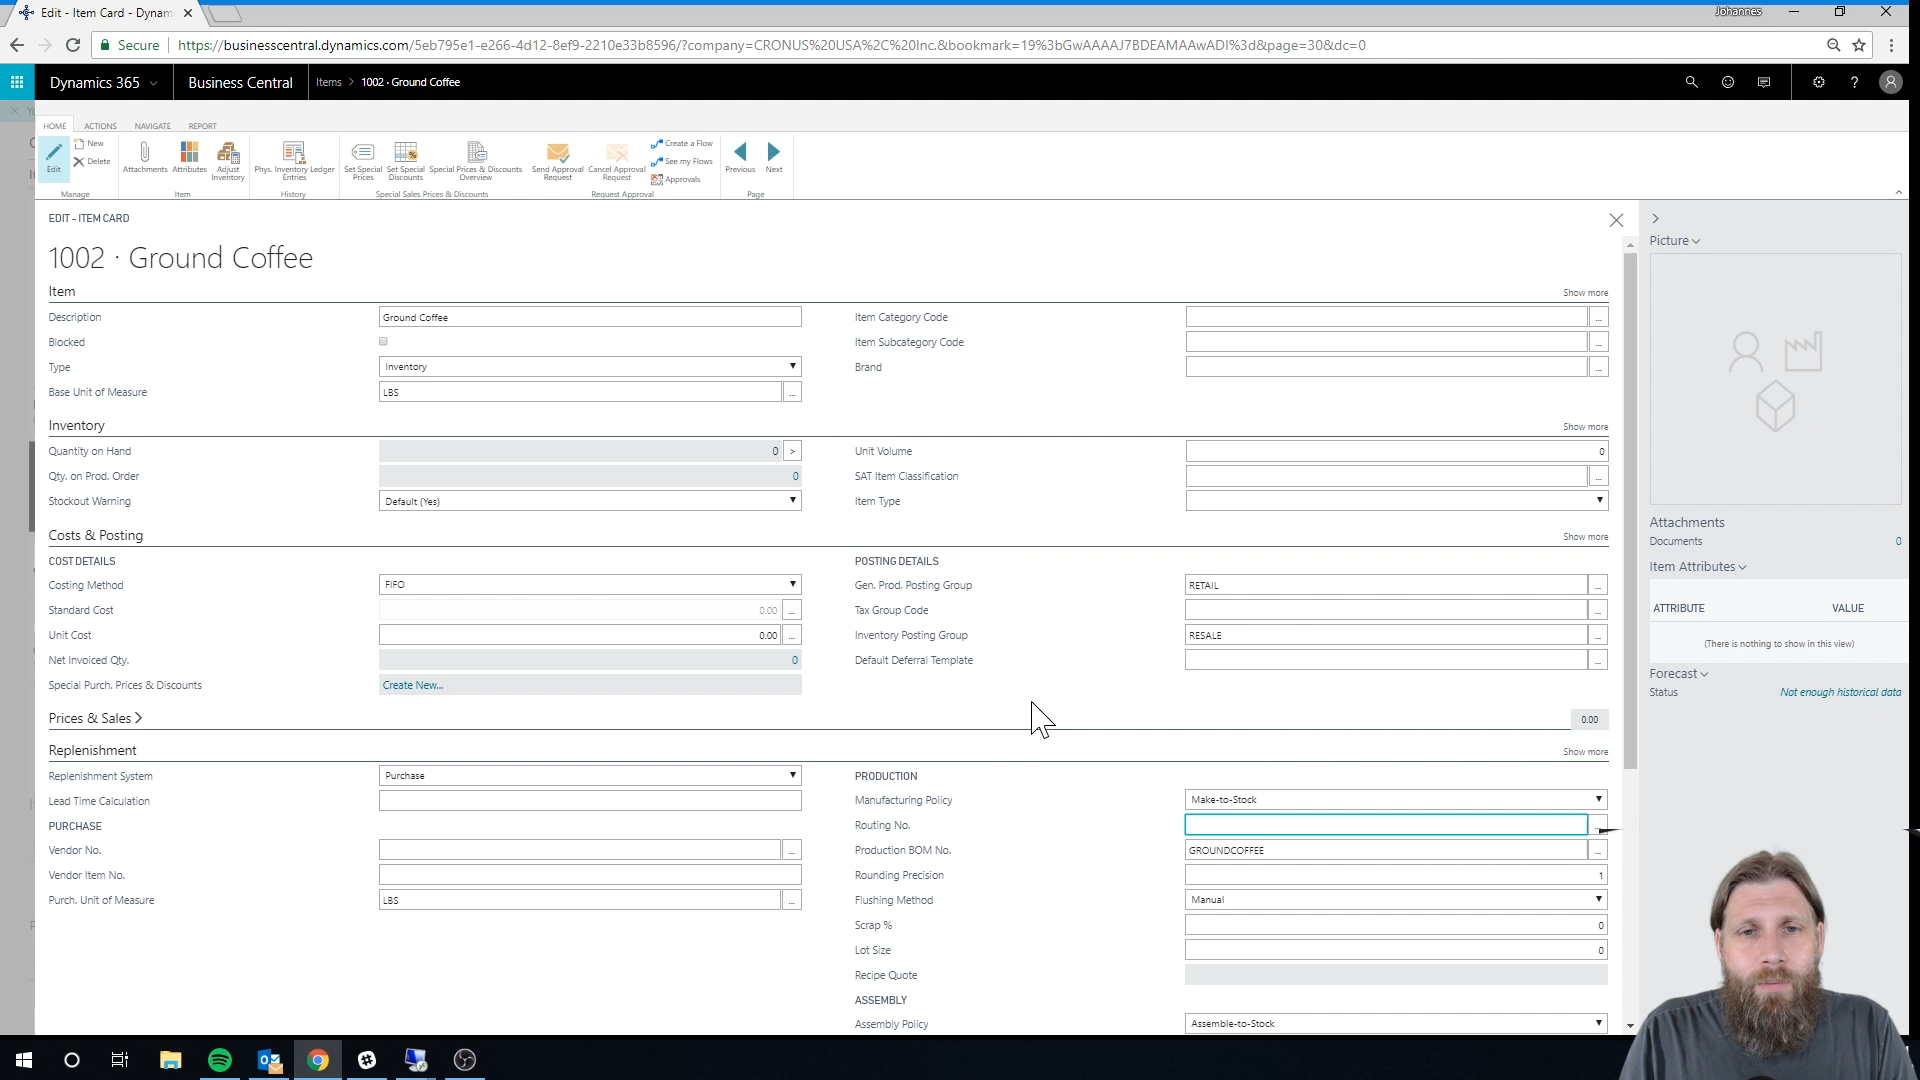 Edit - Item Card - Dynam
Johannes
Secure
https://businesscentral.dynamics.com/5eb795e1-e266-4d12-8ef9-2210e33b8596/?company=CRONUS%20USA%2C%20Inc.&bookmark=19%3bGwAAAAJ7BDEAMAAwADI%3d&page=30&dc=0
Dynamics 365
Business Central
Items > 1002 · Ground Coffee
HOME ACTIONS NAVIGATE REPORT
Edit
New
Delete
Manage
Attachments
Attributes
Adjust Inventory
Item
Phys. Inventory Ledger Entries
History
Set Special Prices
Set Special Discounts
Special Prices & Discounts Overview
Special Sales Prices & Discounts
Send Approval Request
Cancel Approval Request
Create a Flow
See my Flows
Approvals
Request Approval
Previous
Next
Page
EDIT - ITEM CARD
1002 · Ground Coffee
Item
Show more
Description Ground Coffee
Blocked
Type Inventory
Base Unit of Measure LBS ...
Item Category Code ...
Item Subcategory Code ...
Brand ...
Inventory
Show more
Quantity on Hand 0 >
Qty. on Prod. Order 0
Stockout Warning Default (Yes)
Unit Volume 0
SAT Item Classification ...
Item Type
Costs & Posting
Show more
COST DETAILS
Costing Method FIFO
Standard Cost 0.00 ...
Unit Cost 0.00 ...
Net Invoiced Qty. 0
Special Purch. Prices & Discounts Create New...
POSTING DETAILS
Gen. Prod. Posting Group RETAIL ...
Tax Group Code ...
Inventory Posting Group RESALE ...
Default Deferral Template ...
Prices & Sales > 0.00
Replenishment
Show more
Replenishment System Purchase
Lead Time Calculation
PURCHASE
Vendor No. ...
Vendor Item No.
Purch. Unit of Measure LBS ...
PRODUCTION
Manufacturing Policy Make-to-Stock
Routing No.
Production BOM No. GROUNDCOFFEE ...
Rounding Precision 1
Flushing Method Manual
Scrap % 0
Lot Size 0
Recipe Quote
ASSEMBLY
Assembly Policy Assemble-to-Stock
Picture
Attachments
Documents 0
Item Attributes
ATTRIBUTE VALUE
(There is nothing to show in this view)
Forecast
Status Not enough historical data